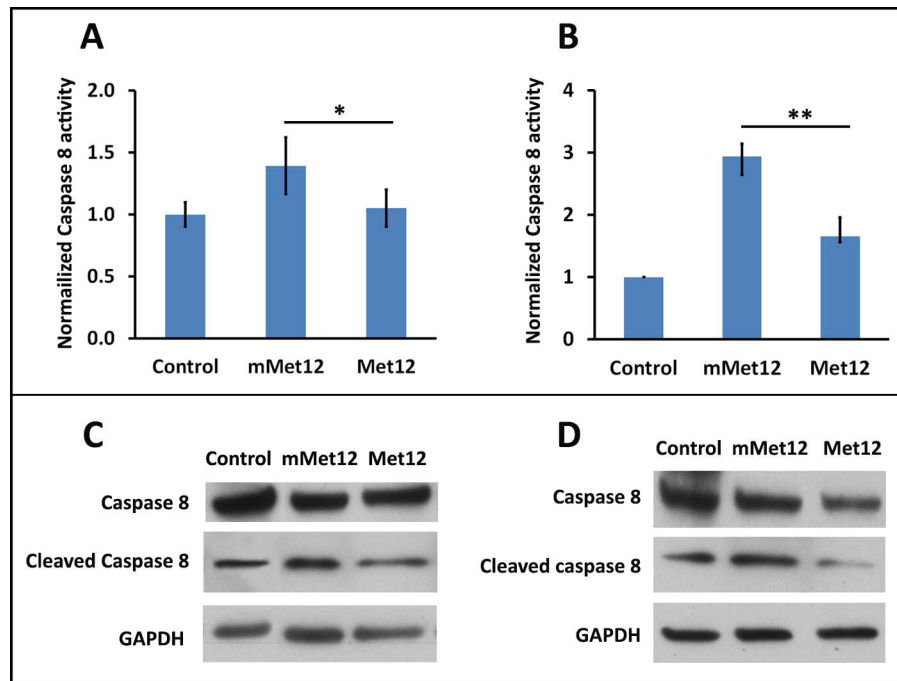 A
Normailized Caspase 8 activity
2.0
1.5
1.0
0.5
0.0
*
Control mMet12 Met12
B
Normalized Caspase 8 activity
4
3
2
1
0
**
Control mMet12 Met12
C
Control mMet12 Met12
Caspase 8
Cleaved Caspase 8
GAPDH
D
Control mMet12 Met12
Caspase 8
Cleaved caspase 8
GAPDH